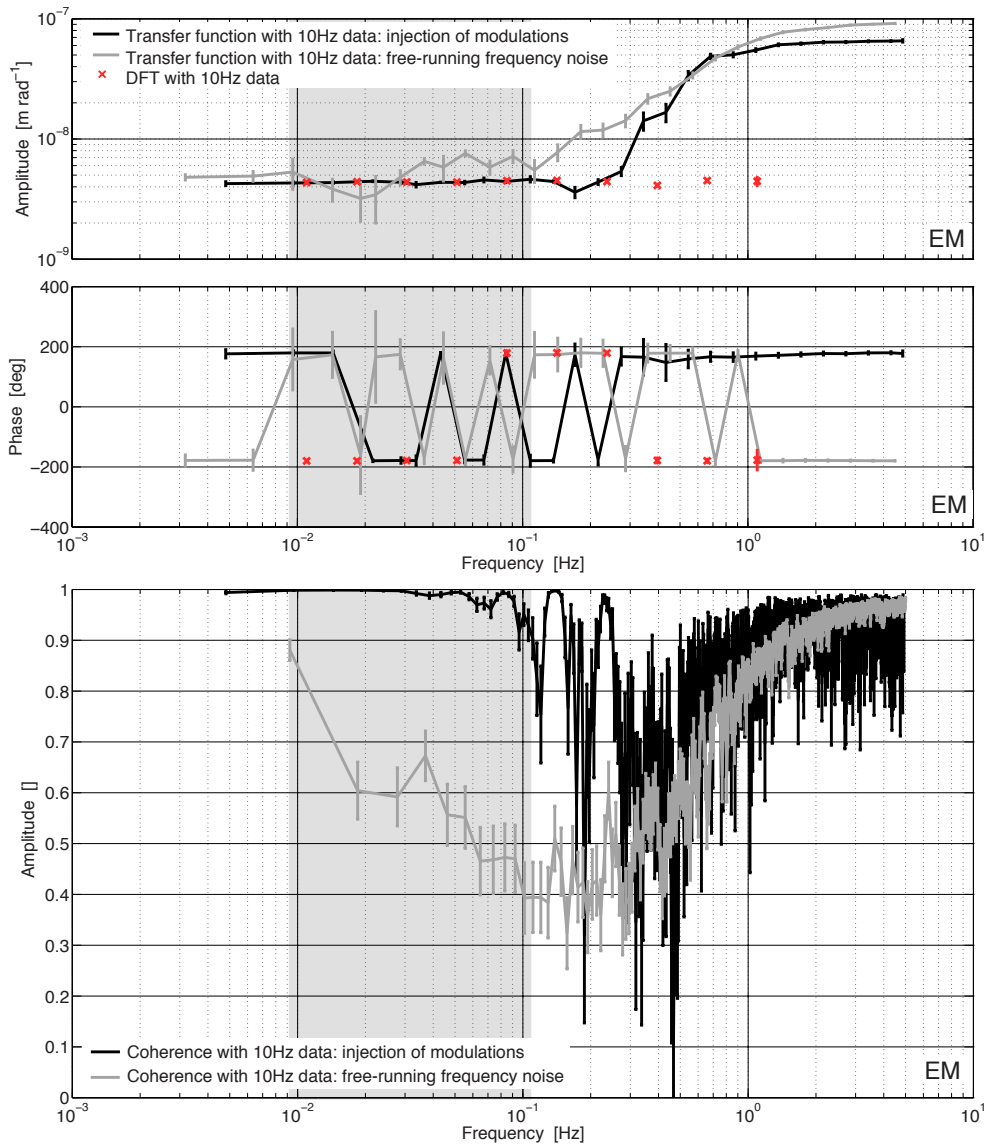 Transfer function with 10Hz data: injection of modulations
Transfer function with 10Hz data: free-running frequency noise
DFT with 10Hz data
10⁻⁷
10⁻⁸
10⁻⁹
Amplitude [m rad⁻¹]
EM
400
200
0
−200
−400
Phase [deg]
EM
10⁻³
10⁻²
10⁻¹
10⁰
10¹
Frequency [Hz]
1
0.9
0.8
0.7
0.6
0.5
0.4
0.3
0.2
0.1
0
Amplitude []
Coherence with 10Hz data: injection of modulations
Coherence with 10Hz data: free-running frequency noise
EM
10⁻³
10⁻²
10⁻¹
10⁰
10¹
Frequency [Hz]